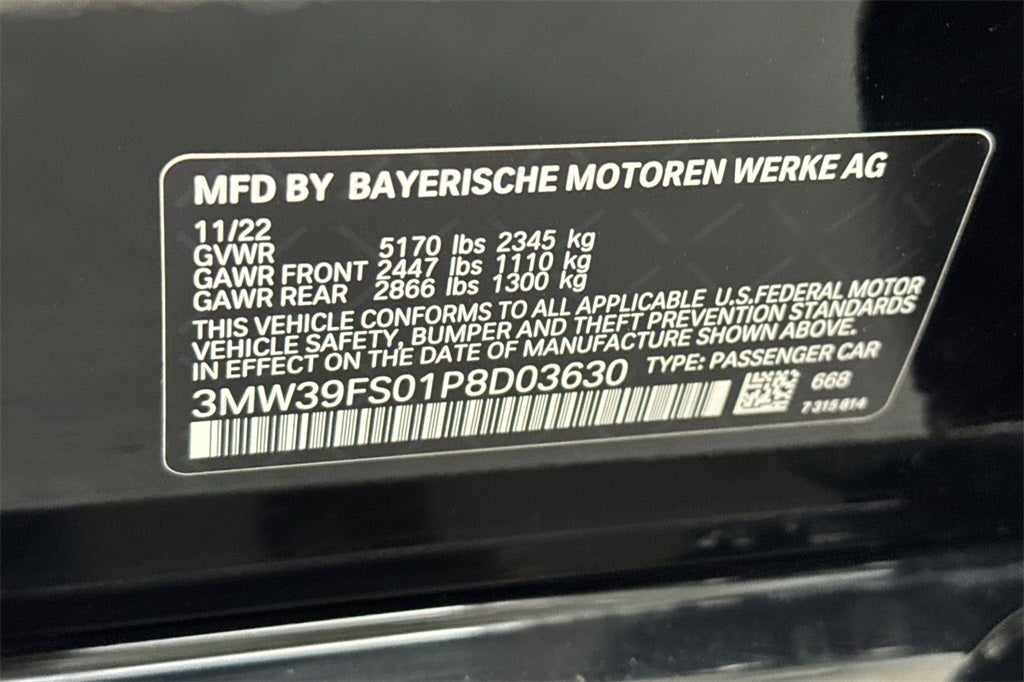 MFD BY BAYERISCHE MOTOREN WERKE AG
11/22
GVWR 5170 lbs 2345 kg
GAWR FRONT 2447 lbs 1110 kg
GAWR REAR 2866 lbs 1300 kg
THIS VEHICLE CONFORMS TO ALL APPLICABLE U.S.FEDERAL MOTOR
VEHICLE SAFETY, BUMPER AND THEFT PREVENTION STANDARDS
IN EFFECT ON THE DATE OF MANUFACTURE SHOWN ABOVE.
3MW39FS01P8D03630 TYPE: PASSENGER CAR
668
7315814